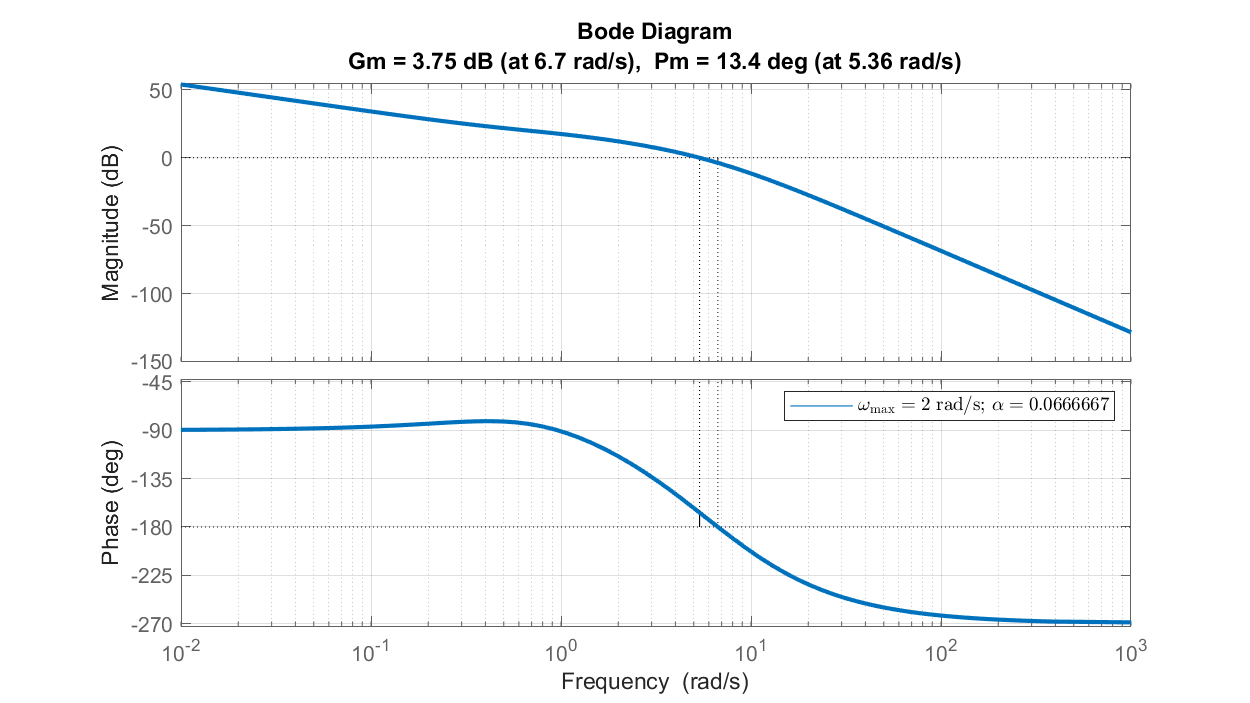 Bode Diagram
Gm = 3.75 dB (at 6.7 rad/s), Pm = 13.4 deg (at 5.36 rad/s)
Magnitude (dB)
50
0
-50
-100
-150
Phase (deg)
-45
-90
-135
-180
-225
-270
ω_max = 2 rad/s; α = 0.0666667
10^-2 10^-1 10^0 10^1 10^2 10^3
Frequency (rad/s)